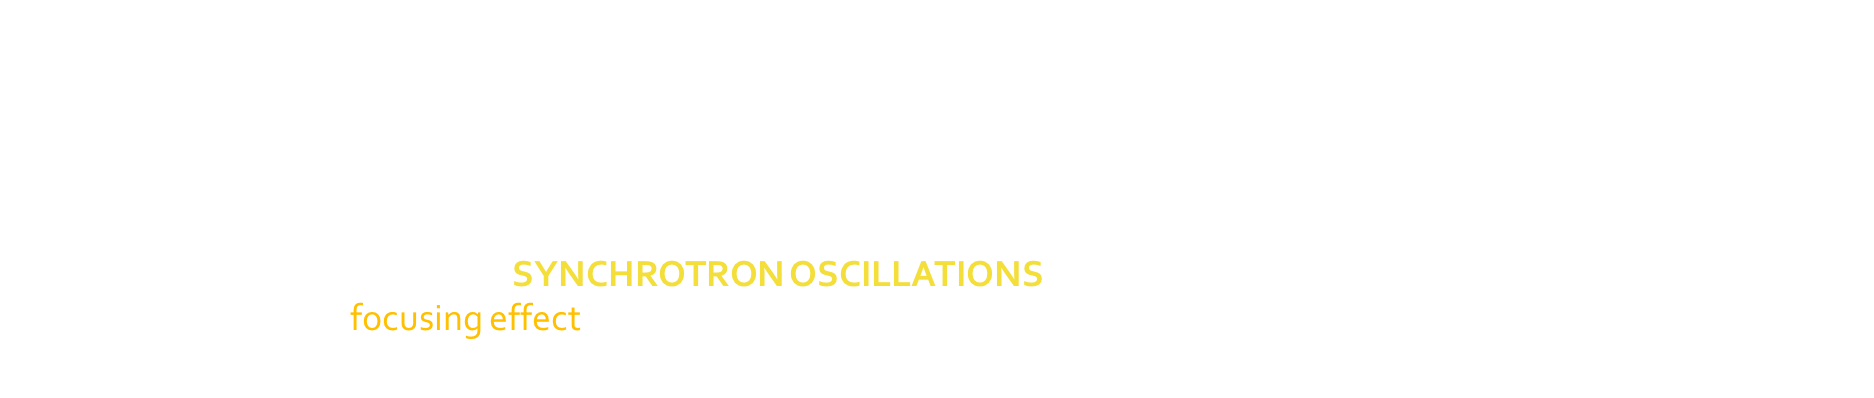 SYNCHROTRON OSCILLATIONS
focusing effect